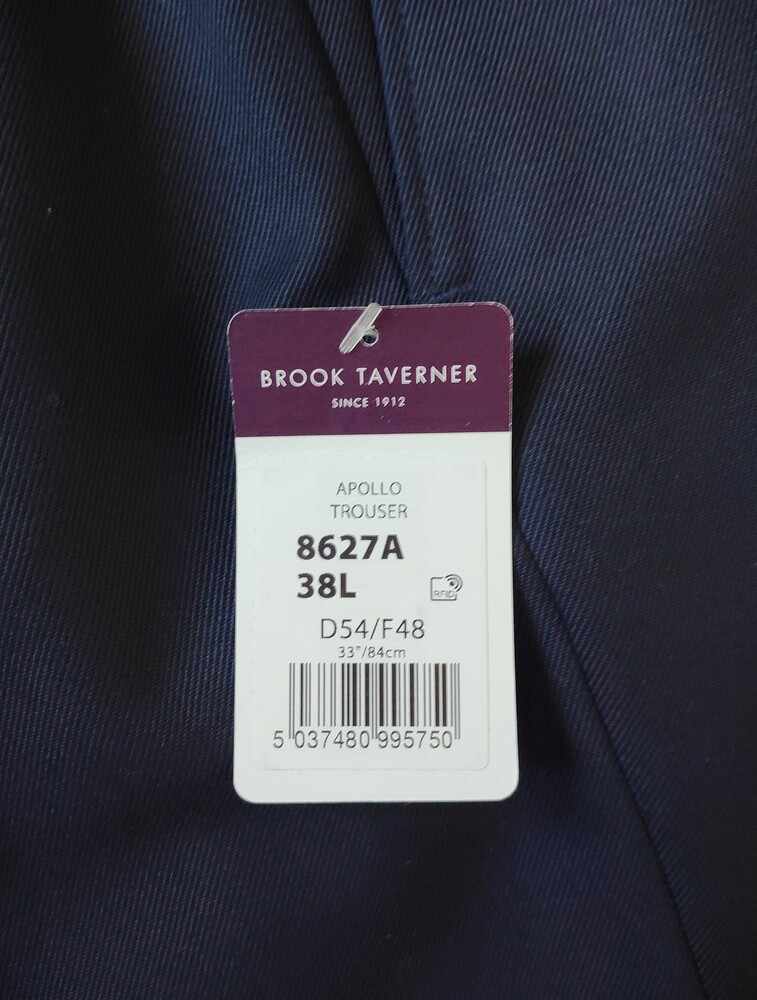 BROOK TAVERNER
SINCE 1912
APOLLO
TROUSER
8627A
38L
RFID
D54/F48
33"/84cm
5 037480 995750